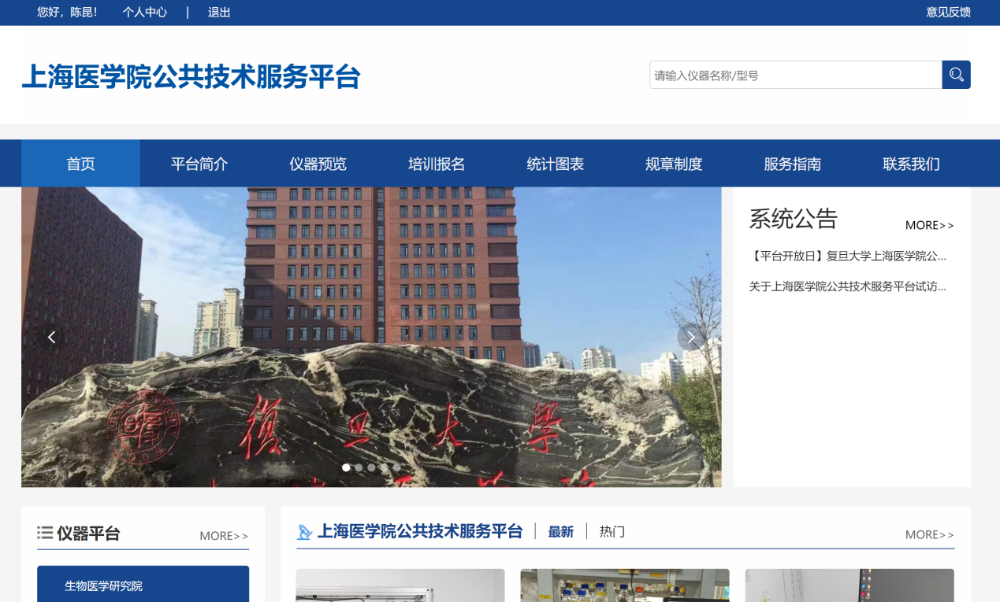 您好，陈昆！ 个人中心 | 退出 意见反馈
上海医学院公共技术服务平台
请输入仪器名称/型号
首页 平台简介 仪器预览 培训报名 统计图表 规章制度 服务指南 联系我们
系统公告 MORE>>
【平台开放日】复旦大学上海医学院公...
关于上海医学院公共技术服务平台试访...
復旦大學
仪器平台 MORE>>
上海医学院公共技术服务平台 | 最新 | 热门 MORE>>
生物医学研究院